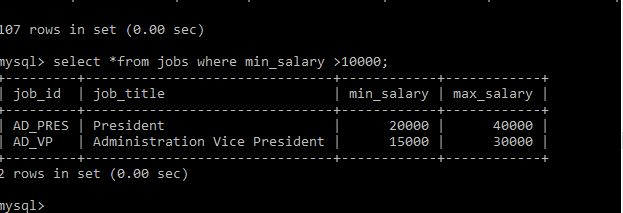 107 rows in set (0.00 sec)
mysql> select *from jobs where min_salary >10000;
+---------+-------------------------------+------------+------------+
| job_id | job_title | min_salary | max_salary |
+---------+-------------------------------+------------+------------+
| AD_PRES | President | 20000 | 40000 |
| AD_VP | Administration Vice President | 15000 | 30000 |
+---------+-------------------------------+------------+------------+
2 rows in set (0.00 sec)
mysql>